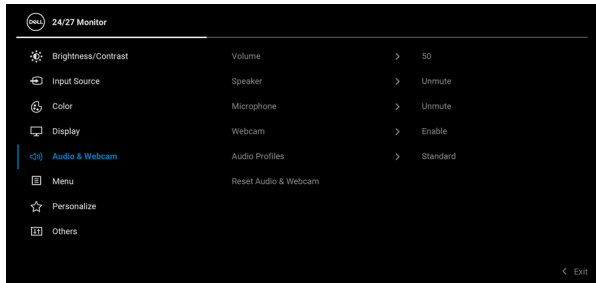 DELL 24/27 Monitor
Brightness/Contrast Volume 50
Input Source Speaker Unmute
Color Microphone Unmute
Display Webcam Enable
Audio & Webcam Audio Profiles Standard
Menu Reset Audio & Webcam
Personalize
Others
Exit